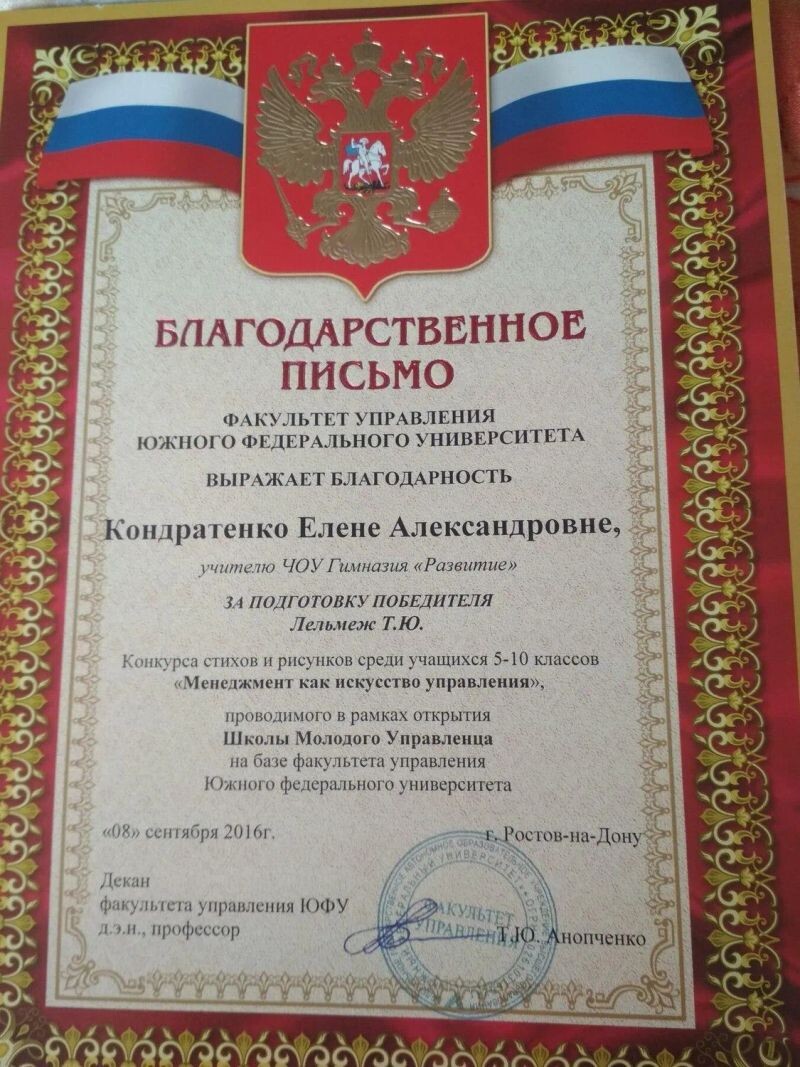 БЛАГОДАРСТВЕННОЕ
ПИСЬМО
ФАКУЛЬТЕТ УПРАВЛЕНИЯ
ЮЖНОГО ФЕДЕРАЛЬНОГО УНИВЕРСИТЕТА
ВЫРАЖАЕТ БЛАГОДАРНОСТЬ
Кондратенко Елене Александровне,
учителю ЧОУ Гимназия «Развитие»
ЗА ПОДГОТОВКУ ПОБЕДИТЕЛЯ
Лельмеж Т.Ю.
Конкурса стихов и рисунков среди учащихся 5-10 классов
«Менеджмент как искусство управления»,
проводимого в рамках открытия
Школы Молодого Управленца
на базе факультета управления
Южного федерального университета
«08» сентября 2016г.
г. Ростов-на-Дону
Декан
факультета управления ЮФУ
д.э.н., профессор
Т.Ю. Анопченко
ФАКУЛЬТЕТ
УПРАВЛЕНИЯ